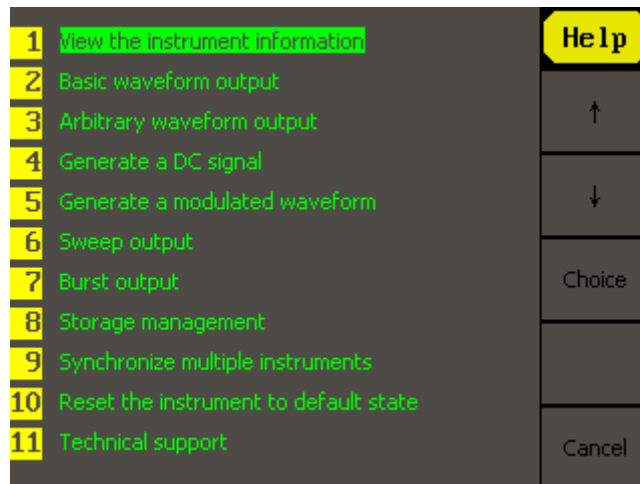 Help
1 View the instrument information
2 Basic waveform output
3 Arbitrary waveform output
4 Generate a DC signal
5 Generate a modulated waveform
6 Sweep output
7 Burst output
8 Storage management
9 Synchronize multiple instruments
10 Reset the instrument to default state
11 Technical support
↑
↓
Choice
Cancel